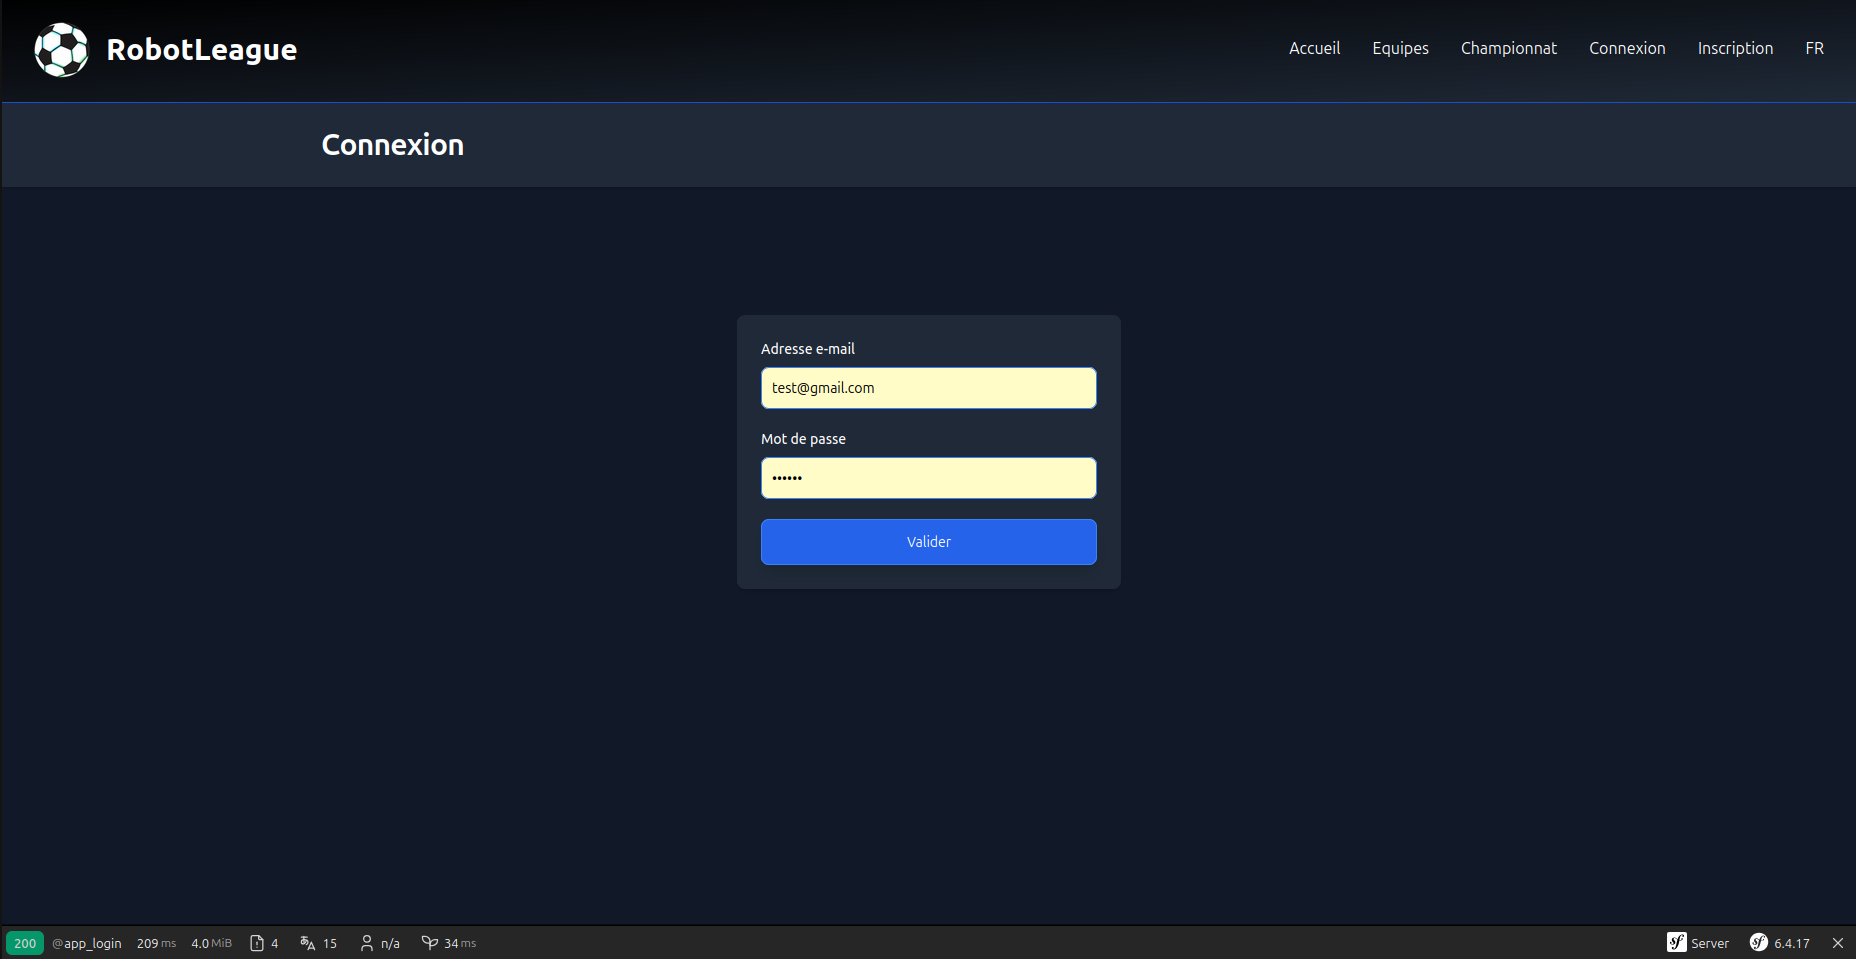 RobotLeague
Accueil Equipes Championnat Connexion Inscription FR
Connexion
Adresse e-mail
test@gmail.com
Mot de passe
••••••
Valider
200 @app_login 209 ms 4.0 MiB 4 15 n/a 34 ms Server 6.4.17